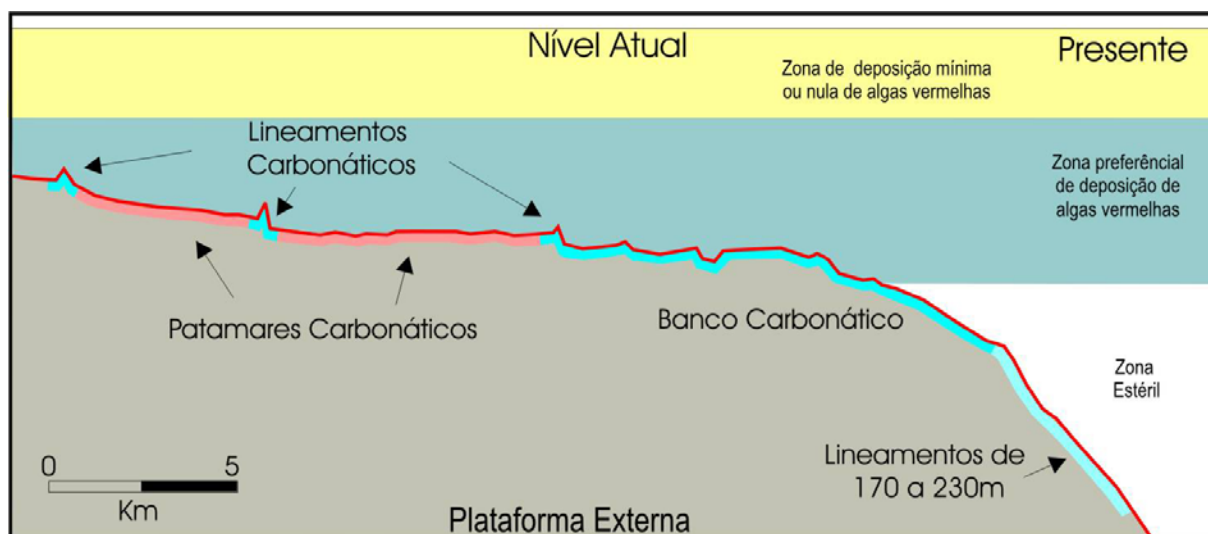 Nível Atual
Presente
Zona de deposição mínima
ou nula de algas vermelhas
Lineamentos
Carbonáticos
Zona preferêncial
de deposição de
algas vermelhas
Patamares Carbonáticos
Banco Carbonático
Zona
Estéril
0 5
Km
Lineamentos de
170 a 230m
Plataforma Externa